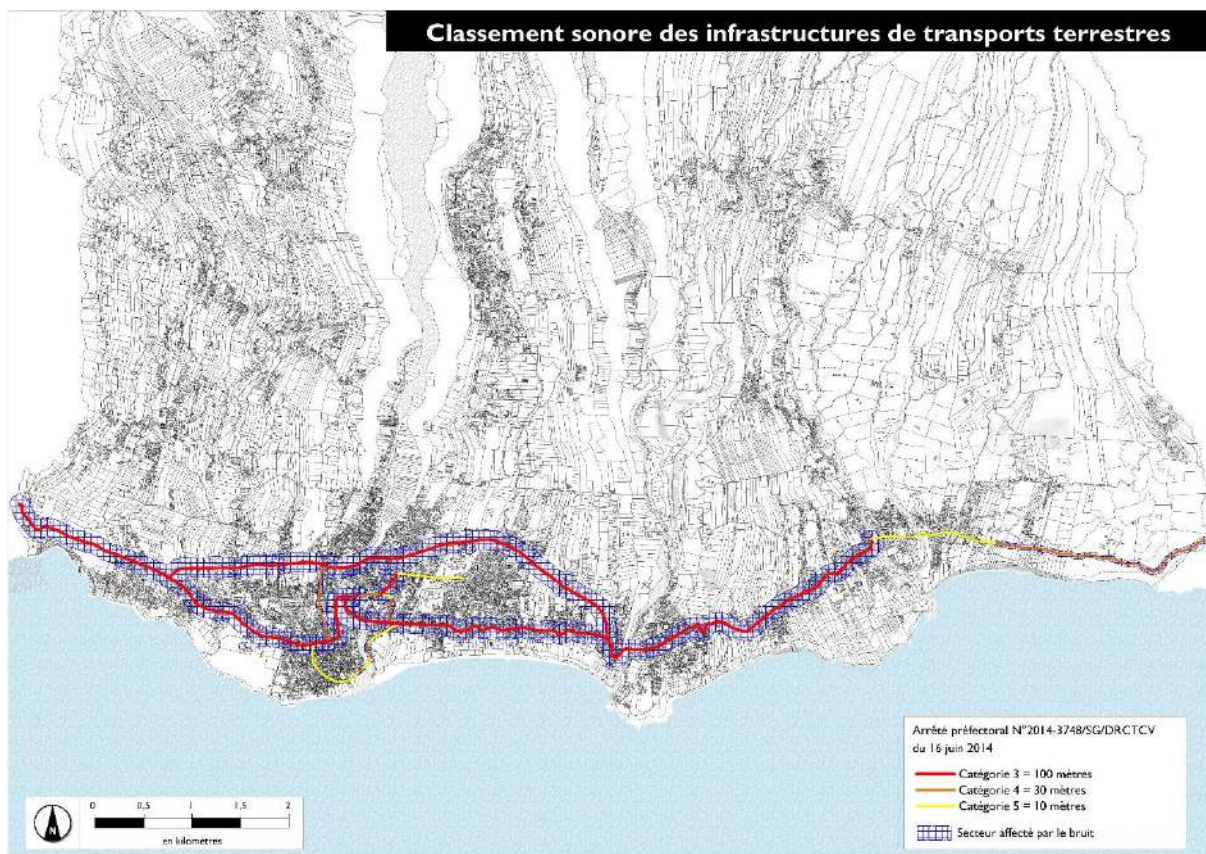 Classement sonore des infrastructures de transports terrestres
Arrêté préfectoral N°2014-3748/SG/DRCTCV
du 16 juin 2014
Catégorie 3 = 100 mètres
Catégorie 4 = 30 mètres
Catégorie 5 = 10 mètres
Secteur affecté par le bruit
N
0 0,5 1 1,5 2
en kilomètres